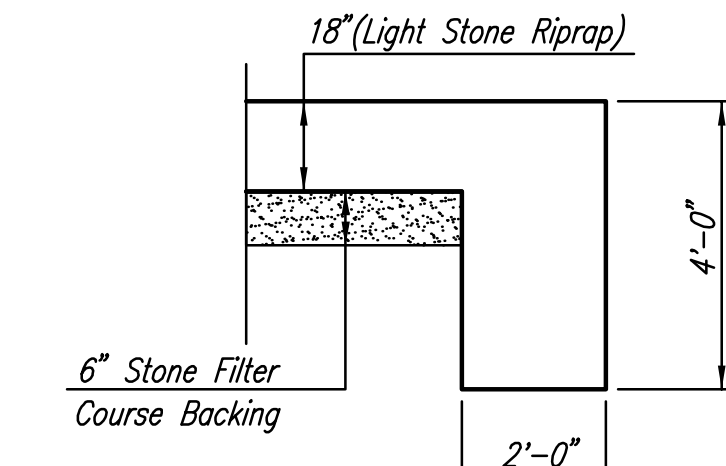 18”(Light Stone Riprap)
4’-0”
6” Stone Filter
Course Backing
2’-0”